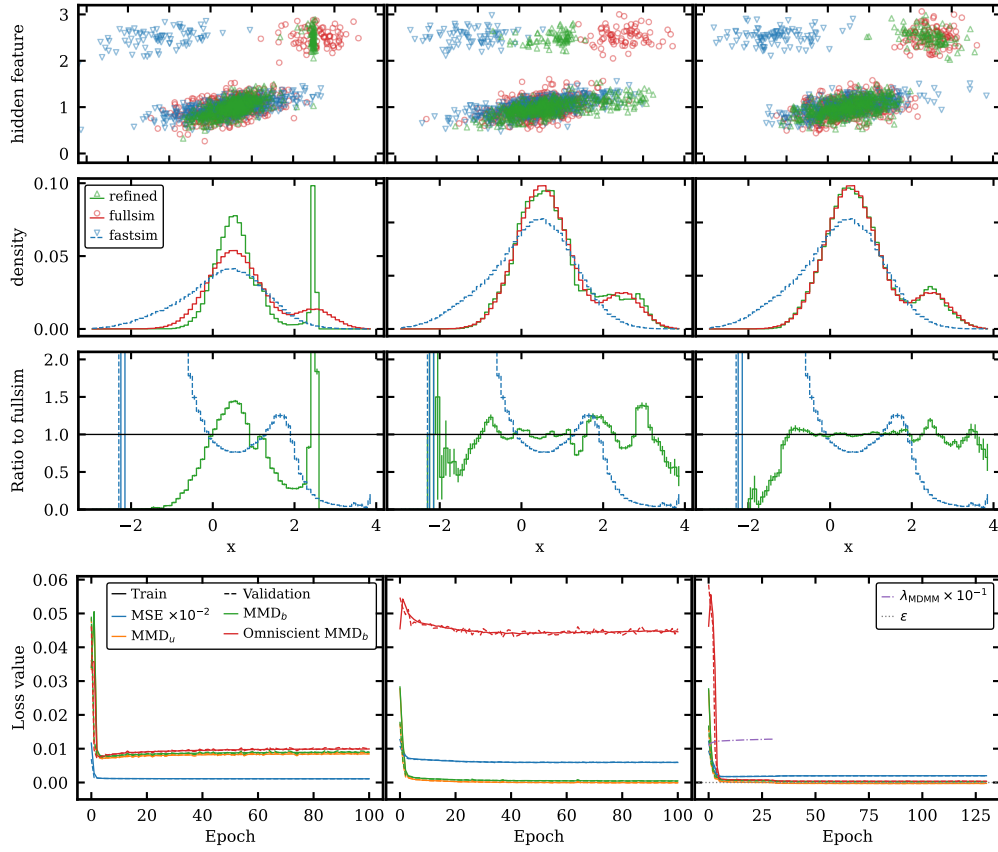 hidden feature
3
2
1
0
density
0.10
0.05
0.00
refined
fullsim
fastsim
Ratio to fullsim
2.0
1.5
1.0
0.5
0.0
−2 0 2 4
−2 0 2 4
−2 0 2 4
x x x
Loss value
0.06
0.05
0.04
0.03
0.02
0.01
0.00
Train Validation
MSE ×10⁻² MMD_b
MMD_u Omniscient MMD_b
λ_MDMM × 10⁻¹
ε
0 20 40 60 80 100
0 20 40 60 80 100
0 25 50 75 100 125
Epoch Epoch Epoch